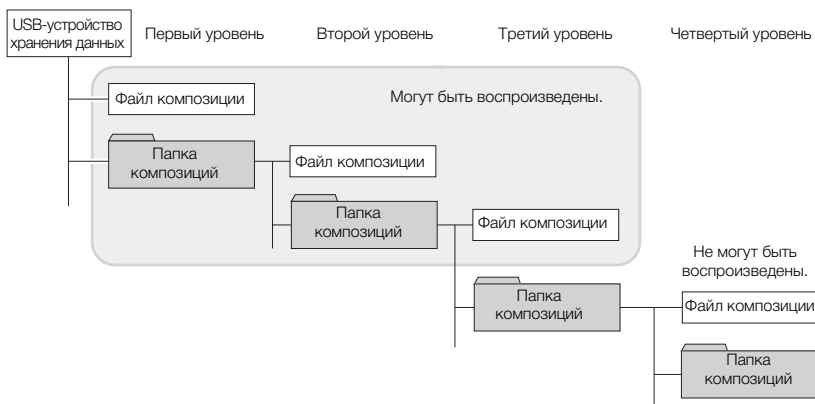 USB-устройство
хранения данных
Первый уровень
Второй уровень
Третий уровень
Четвертый уровень
Файл композиции
Могут быть воспроизведены.
Папка
композиций
Файл композиции
Папка
композиций
Файл композиции
Не могут быть
воспроизведены.
Папка
композиций
Файл композиции
Папка
композиций